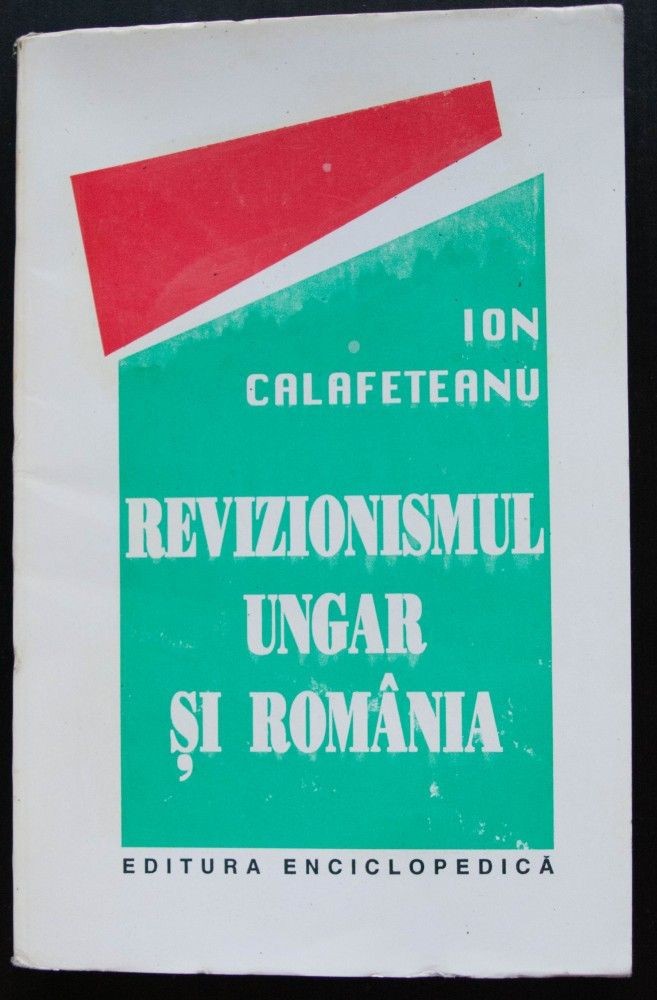 ION
CALAFETEANU
REVIZIONISMUL
UNGAR
ȘI ROMÂNIA
EDITURA ENCICLOPEDICĂ